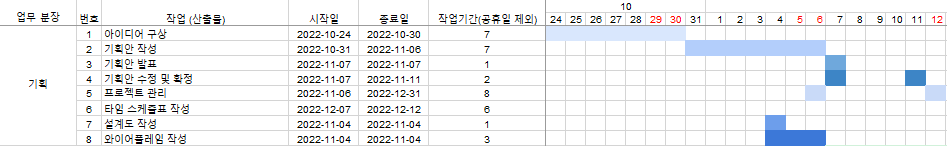 업무 분장 번호 작업 (산출물) 시작일 종료일 작업기간(공휴일 제외) 10
24 25 26 27 28 29 30 31 1 2 3 4 5 6 7 8 9 10 11 12
기획
1 아이디어 구상 2022-10-24 2022-10-30 7
2 기획안 작성 2022-10-31 2022-11-06 7
3 기획안 발표 2022-11-07 2022-11-07 1
4 기획안 수정 및 확정 2022-11-07 2022-11-11 2
5 프로젝트 관리 2022-11-06 2022-12-31 8
6 타임 스케줄표 작성 2022-12-07 2022-12-12 6
7 설계도 작성 2022-11-04 2022-11-04 1
8 와이어플레임 작성 2022-11-04 2022-11-04 3